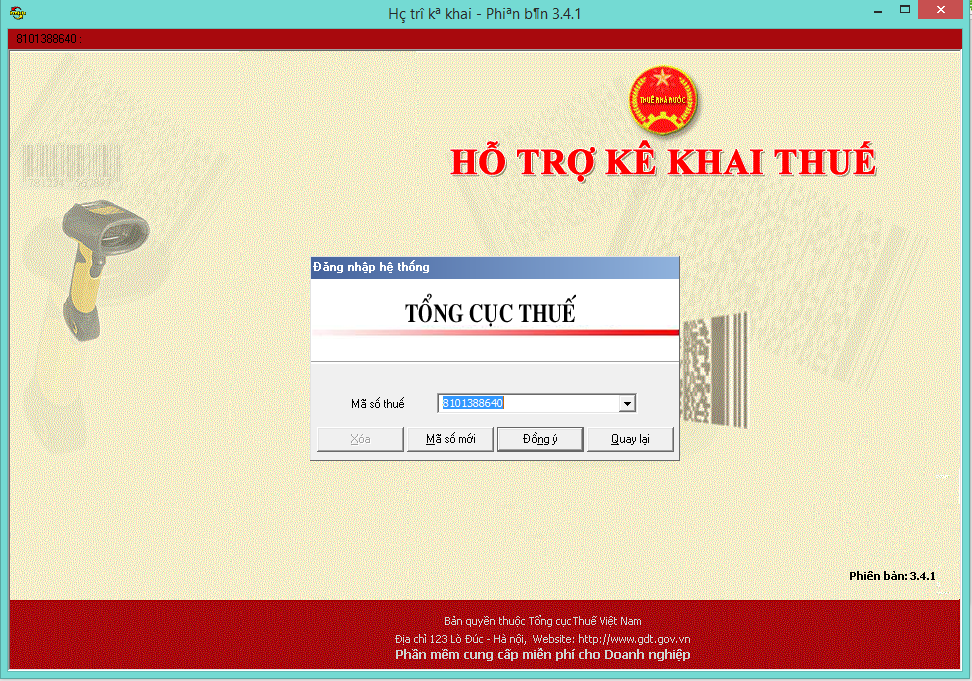 Hç trî kª khai - Phiªn b¶n 3.4.1
8101388640 :
THUẾ NHÀ NƯỚC
HỖ TRỢ KÊ KHAI THUẾ
Đăng nhập hệ thống
TỔNG CỤC THUẾ
Mã số thuế
8101388640
Xóa
Mã số mới
Đồng ý
Quay lại
Phiên bản: 3.4.1
Bản quyền thuộc Tổng cục Thuế Việt Nam
Địa chỉ 123 Lò Đúc - Hà nội, Website: http://www.gdt.gov.vn
Phần mềm cung cấp miễn phí cho Doanh nghiệp